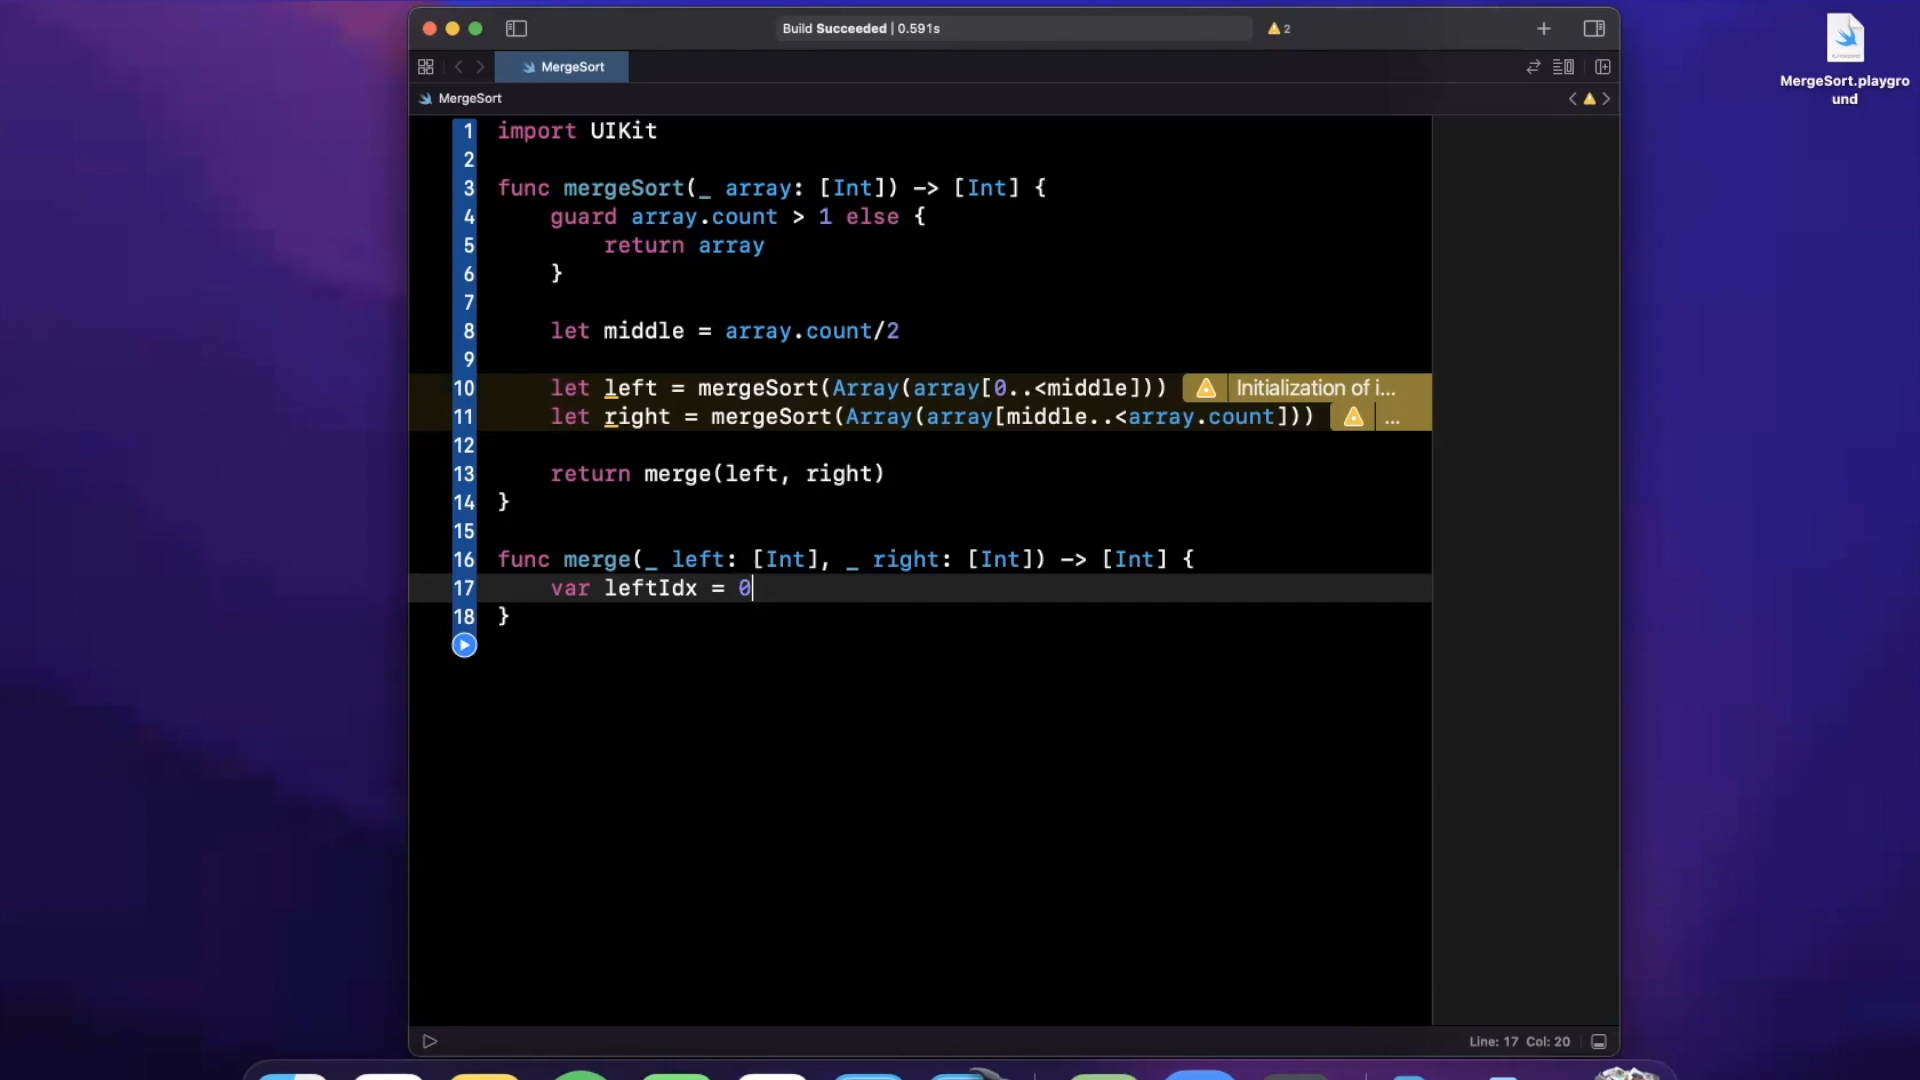 Build Succeeded | 0.591s
2
MergeSort
MergeSort
MergeSort.playgro
und
1 import UIKit
2
3 func mergeSort(_ array: [Int]) -> [Int] {
4 guard array.count > 1 else {
5 return array
6 }
7
8 let middle = array.count/2
9
10 let left = mergeSort(Array(array[0..<middle])) Initialization of i...
11 let right = mergeSort(Array(array[middle..<array.count])) ...
12
13 return merge(left, right)
14 }
15
16 func merge(_ left: [Int], _ right: [Int]) -> [Int] {
17 var leftIdx = 0
18 }
Line: 17 Col: 20